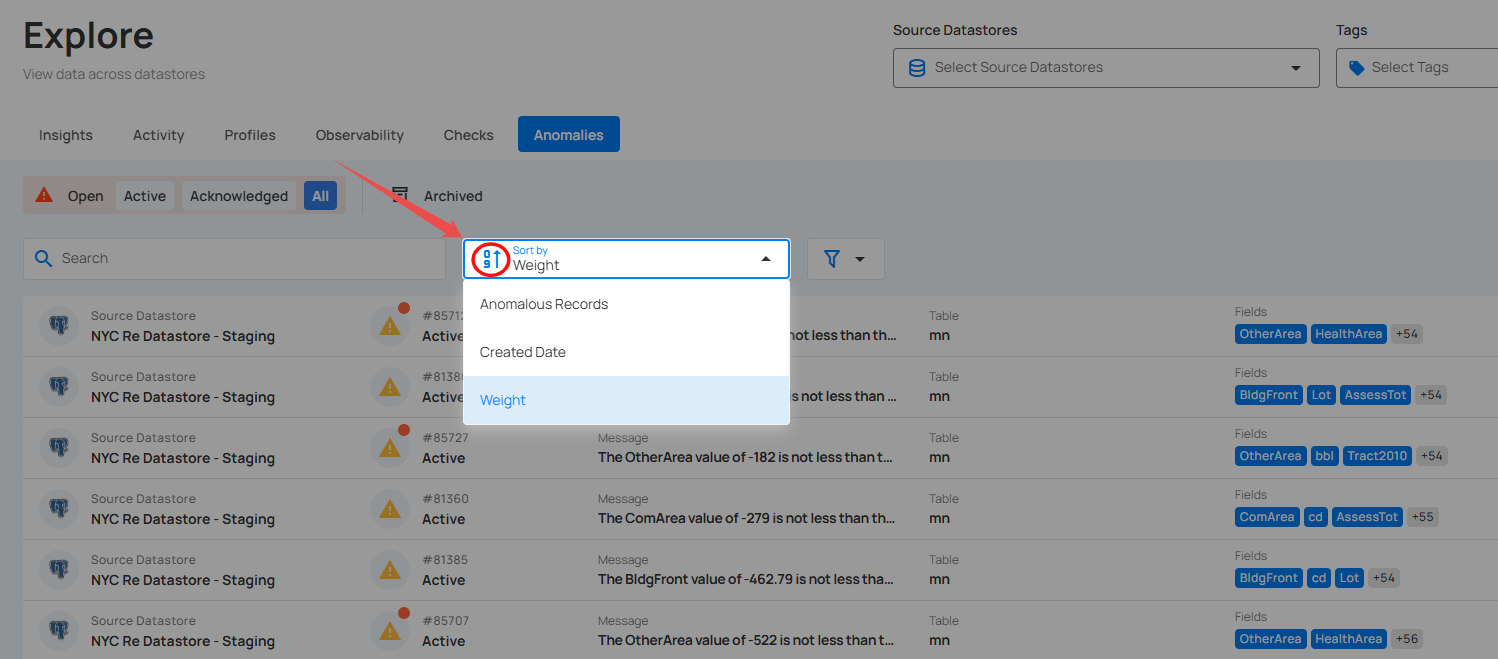 Explore
View data across datastores
Source Datastores
Select Source Datastores
Tags
Select Tags
Insights Activity Profiles Observability Checks Anomalies
Open Active Acknowledged All Archived
Search
Sort by
Weight
Anomalous Records
Created Date
Weight
Source Datastore
NYC Re Datastore - Staging
Active
not less than th...
Table
mn
Fields
OtherArea HealthArea +54
Source Datastore
NYC Re Datastore - Staging
Active
s not less than ...
Table
mn
Fields
BldgFront Lot AssessTot +54
Source Datastore
NYC Re Datastore - Staging
#85727
Active
Message
The OtherArea value of -182 is not less than t...
Table
mn
Fields
OtherArea bbl Tract2010 +54
Source Datastore
NYC Re Datastore - Staging
#81360
Active
Message
The ComArea value of -279 is not less than th...
Table
mn
Fields
ComArea cd AssessTot +55
Source Datastore
NYC Re Datastore - Staging
#81385
Active
Message
The BldgFront value of -462.79 is not less tha...
Table
mn
Fields
BldgFront cd Lot +54
Source Datastore
NYC Re Datastore - Staging
#85707
Active
Message
The OtherArea value of -522 is not less than t...
Table
mn
Fields
OtherArea HealthArea +56